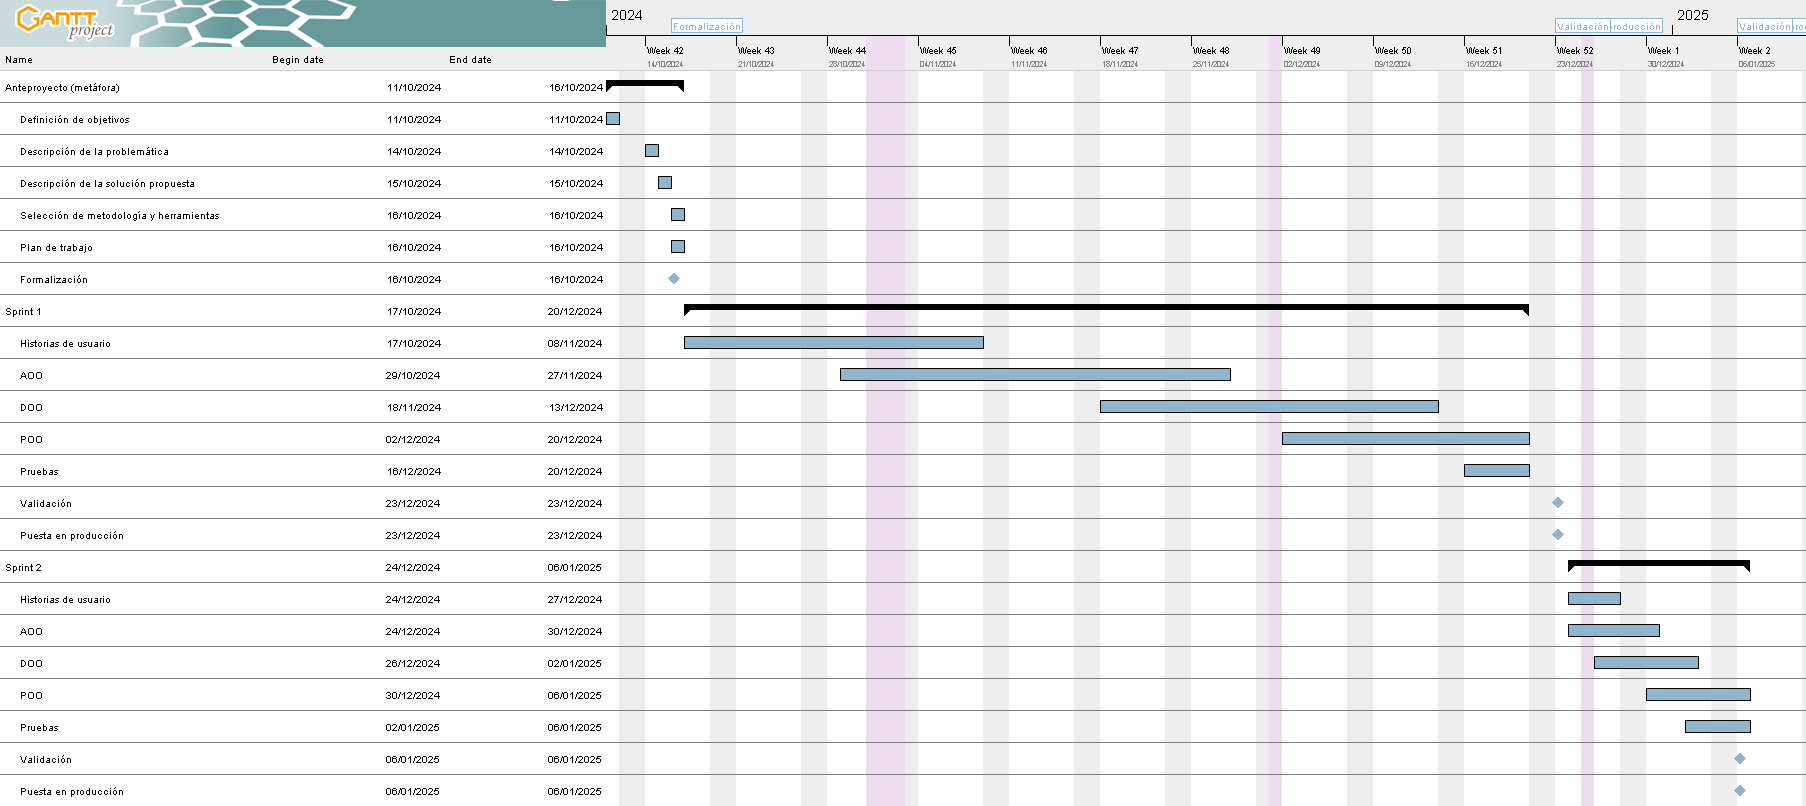 GANTT
project
2024
2025
Formalización
Validación
roducción
Validación
ro
Name Begin date End date
Week 42 Week 43 Week 44 Week 45 Week 46 Week 47 Week 48 Week 49 Week 50 Week 51 Week 52 Week 1 Week 2
14/10/2024 21/10/2024 28/10/2024 04/11/2024 11/11/2024 18/11/2024 25/11/2024 02/12/2024 09/12/2024 16/12/2024 23/12/2024 30/12/2024 06/01/2025
Anteproyecto (metáfora) 11/10/2024 16/10/2024
Definición de objetivos 11/10/2024 11/10/2024
Descripción de la problemática 14/10/2024 14/10/2024
Descripción de la solución propuesta 15/10/2024 15/10/2024
Selección de metodología y herramientas 16/10/2024 16/10/2024
Plan de trabajo 16/10/2024 16/10/2024
Formalización 16/10/2024 16/10/2024
Sprint 1 17/10/2024 20/12/2024
Historias de usuario 17/10/2024 08/11/2024
AOO 29/10/2024 27/11/2024
DOO 18/11/2024 13/12/2024
POO 02/12/2024 20/12/2024
Pruebas 16/12/2024 20/12/2024
Validación 23/12/2024 23/12/2024
Puesta en producción 23/12/2024 23/12/2024
Sprint 2 24/12/2024 06/01/2025
Historias de usuario 24/12/2024 27/12/2024
AOO 24/12/2024 30/12/2024
DOO 26/12/2024 02/01/2025
POO 30/12/2024 06/01/2025
Pruebas 02/01/2025 06/01/2025
Validación 06/01/2025 06/01/2025
Puesta en producción 06/01/2025 06/01/2025